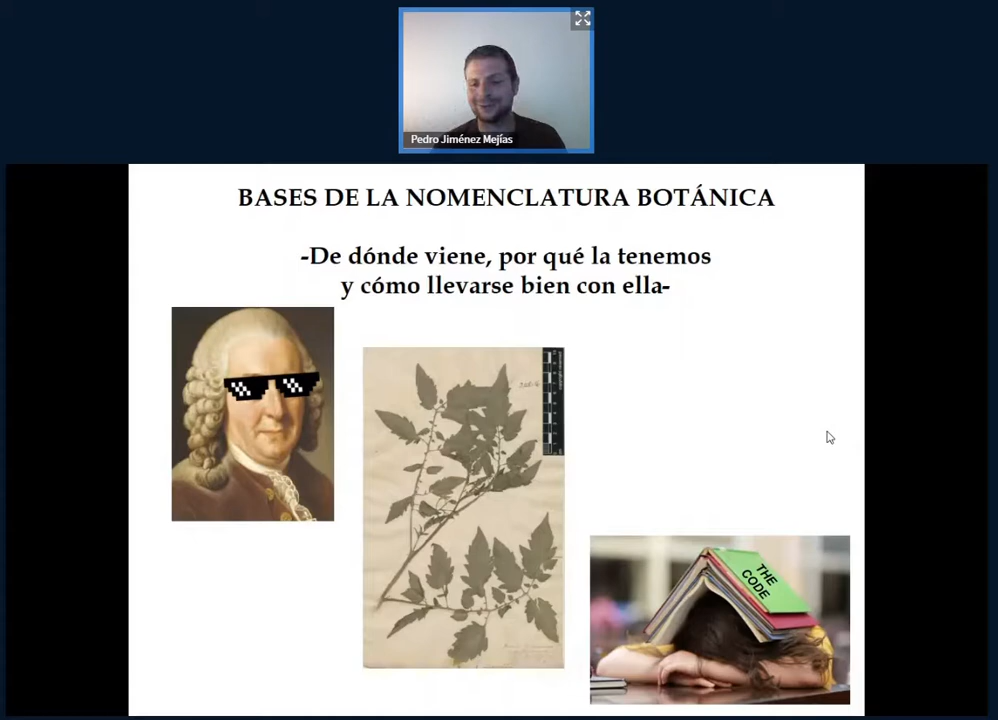 Pedro Jiménez Mejías
BASES DE LA NOMENCLATURA BOTÁNICA
-De dónde viene, por qué la tenemos
y cómo llevarse bien con ella-
THE
CODE